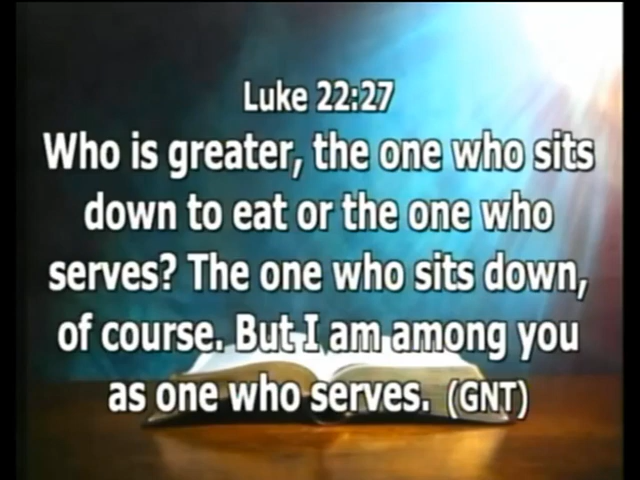 Luke 22:27
Who is greater, the one who sits
down to eat or the one who
serves? The one who sits down,
of course. But I am among you
as one who serves. (GNT)